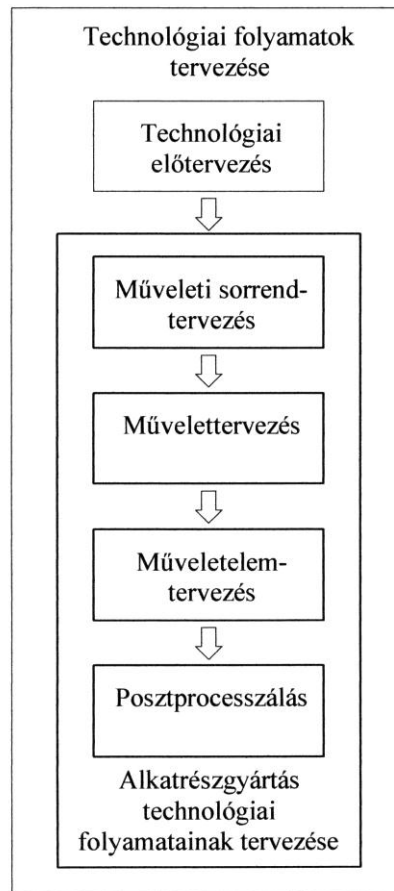 Technológiai folyamatok
tervezése
Technológiai
előtervezés
Műveleti sorrend-
tervezés
Művelettervezés
Műveletelem-
tervezés
Posztprocesszálás
Alkatrészgyártás
technológiai
folyamatainak tervezése